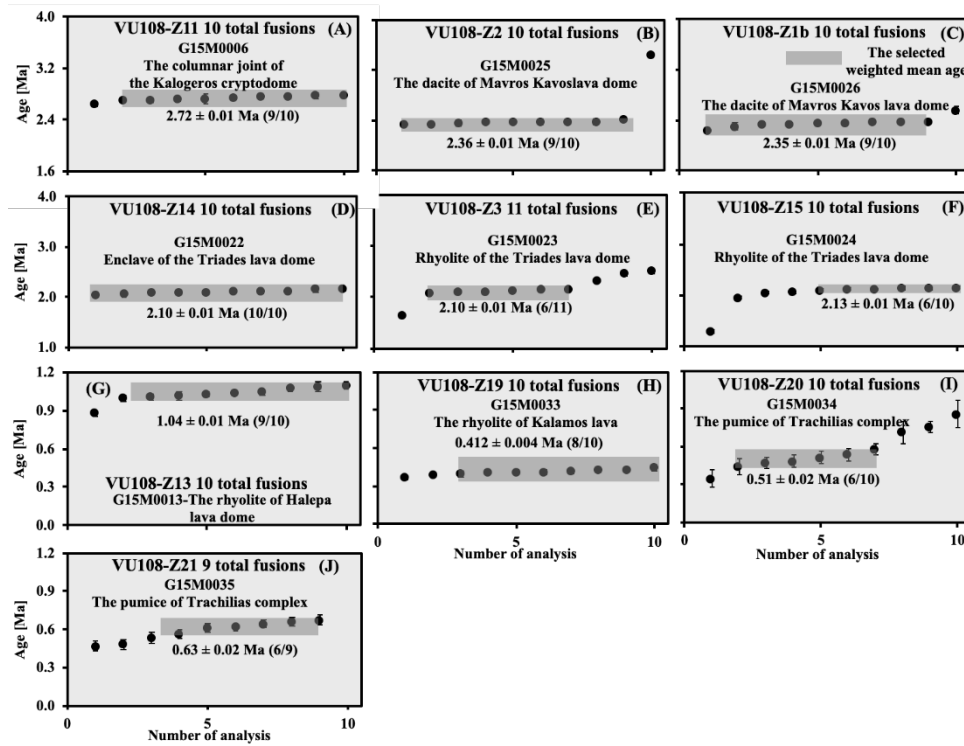 VU108-Z11 10 total fusions (A)
G15M0006
The columnar joint of
the Kalogeros cryptodome
2.72 ± 0.01 Ma (9/10)
Age [Ma]
4.0
3.2
2.4
1.6
VU108-Z2 10 total fusions (B)
G15M0025
The dacite of Mavros Kavoslava dome
2.36 ± 0.01 Ma (9/10)
VU108-Z1b 10 total fusions (C)
The selected
weighted mean age
G15M0026
The dacite of Mavros Kavos lava dome
2.35 ± 0.01 Ma (9/10)
VU108-Z14 10 total fusions (D)
G15M0022
Enclave of the Triades lava dome
2.10 ± 0.01 Ma (10/10)
Age [Ma]
4.0
3.0
2.0
1.0
VU108-Z3 11 total fusions (E)
G15M0023
Rhyolite of the Triades lava dome
2.10 ± 0.01 Ma (6/11)
VU108-Z15 10 total fusions (F)
G15M0024
Rhyolite of the Triades lava dome
2.13 ± 0.01 Ma (6/10)
(G)
1.04 ± 0.01 Ma (9/10)
VU108-Z13 10 total fusions
G15M0013-The rhyolite of Halepa
lava dome
Age [Ma]
1.2
0.9
0.6
0.3
0.0
VU108-Z19 10 total fusions (H)
G15M0033
The rhyolite of Kalamos lava
0.412 ± 0.004 Ma (8/10)
0 5 10
Number of analysis
VU108-Z20 10 total fusions (I)
G15M0034
The pumice of Trachilias complex
0.51 ± 0.02 Ma (6/10)
0 5 10
Number of analysis
VU108-Z21 9 total fusions (J)
G15M0035
The pumice of Trachilias complex
0.63 ± 0.02 Ma (6/9)
Age [Ma]
1.2
0.9
0.6
0.3
0.0
0 5 10
Number of analysis